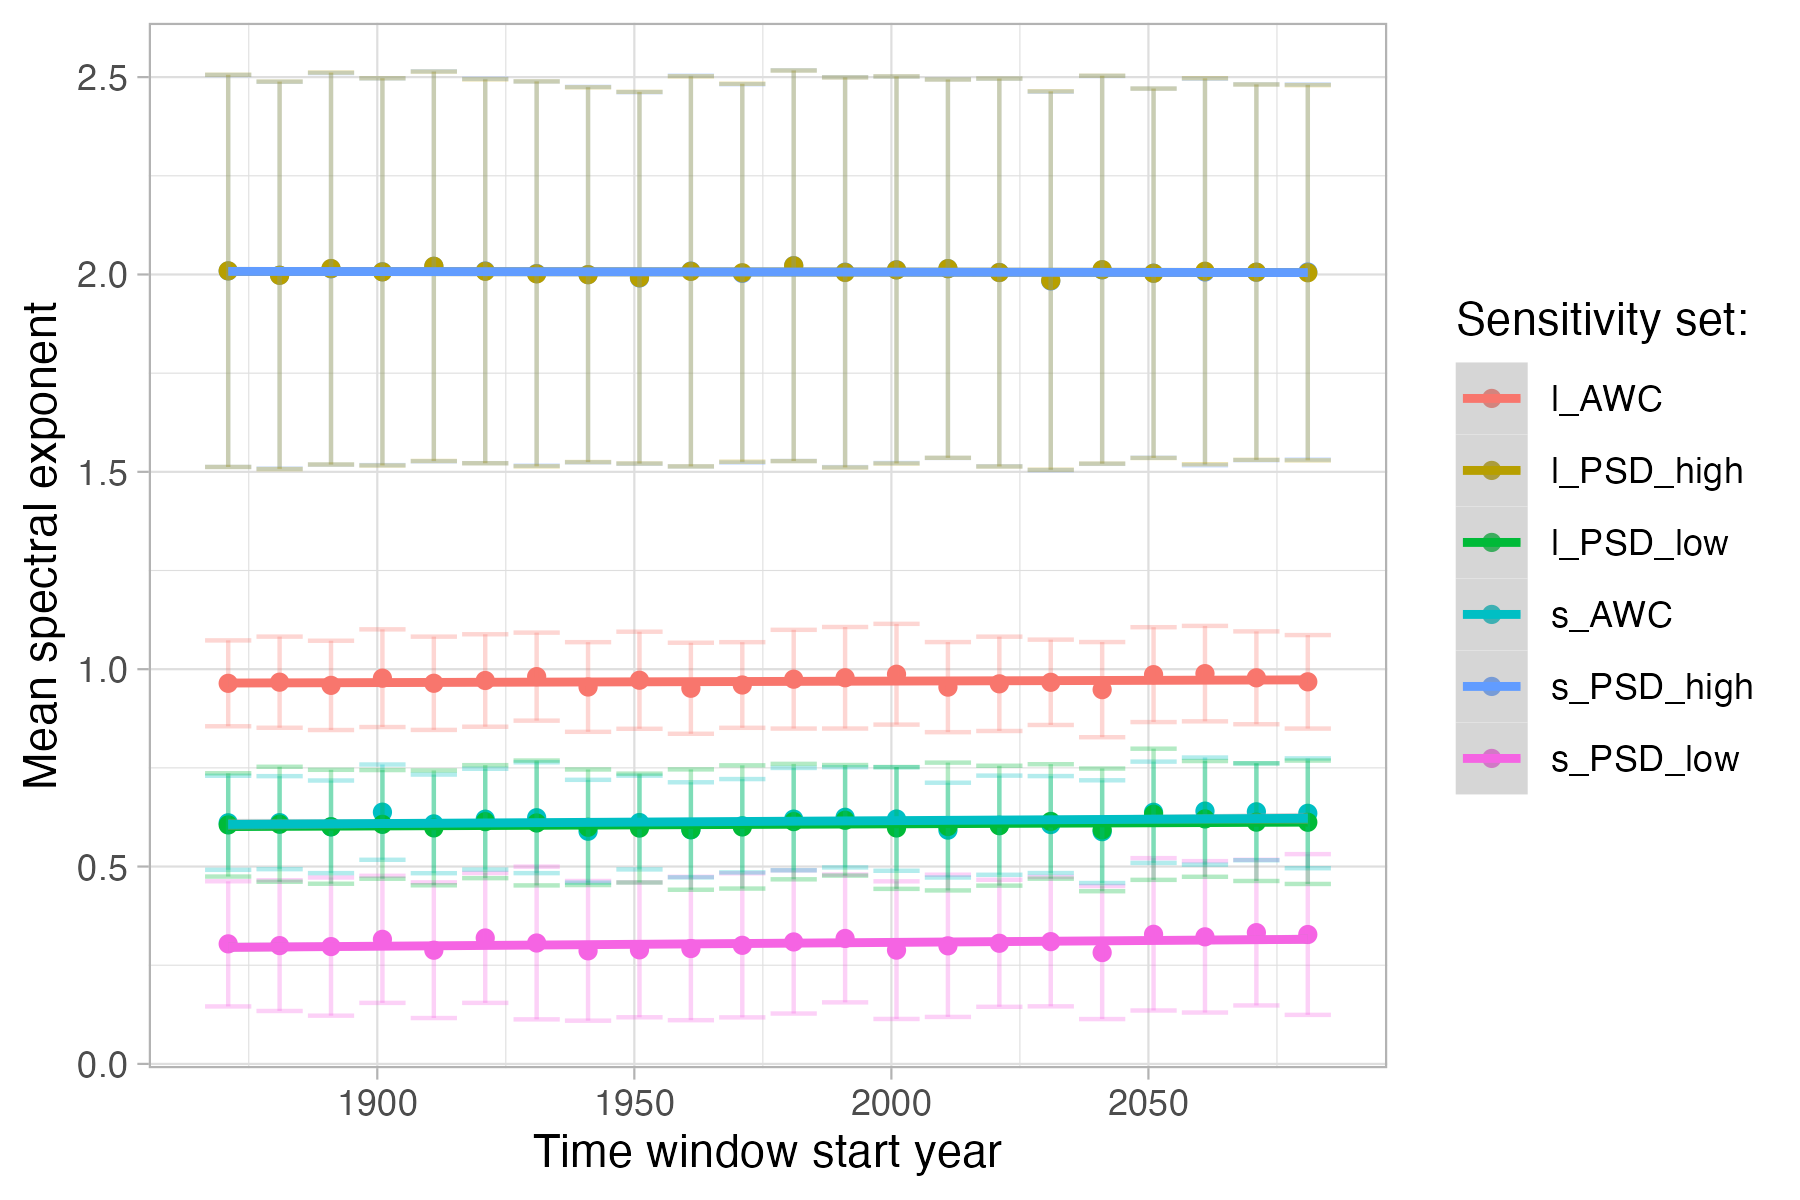 Mean spectral exponent
2.5
2.0
1.5
1.0
0.5
0.0
1900 1950 2000 2050
Time window start year
Sensitivity set:
l_AWC
l_PSD_high
l_PSD_low
s_AWC
s_PSD_high
s_PSD_low